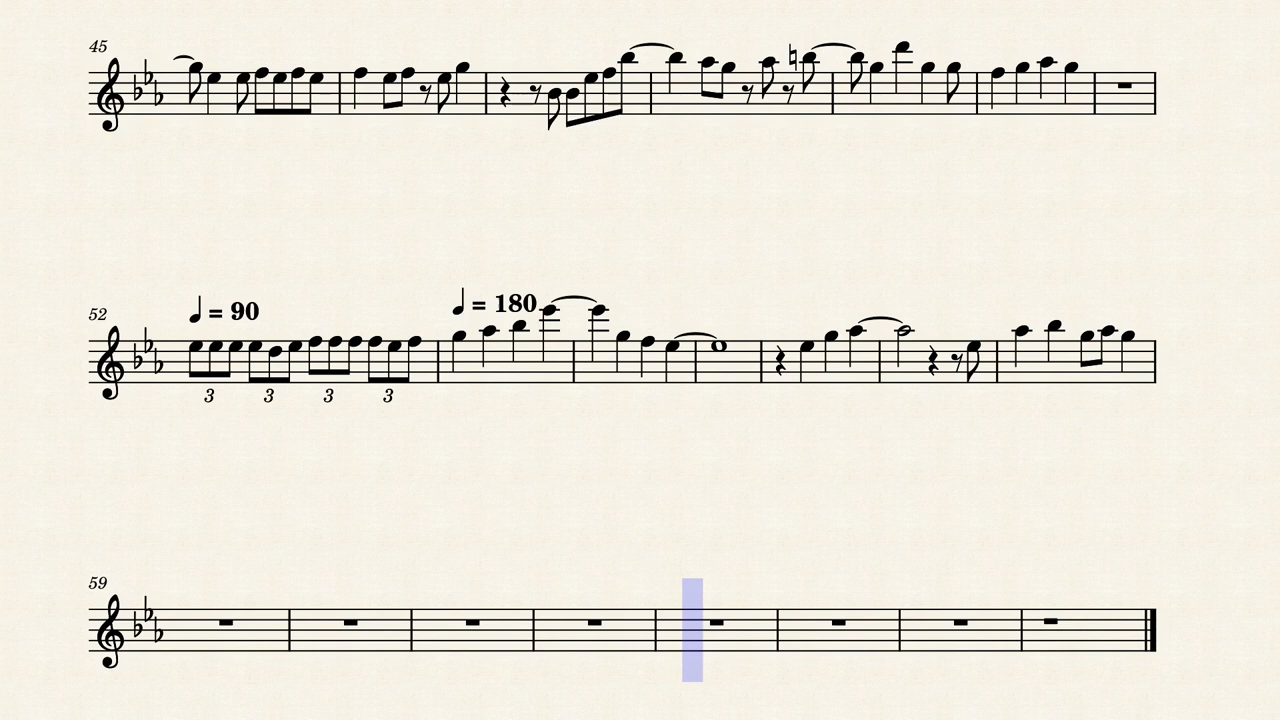 45
52
♩ = 90
♩ = 180
3 3 3 3
59